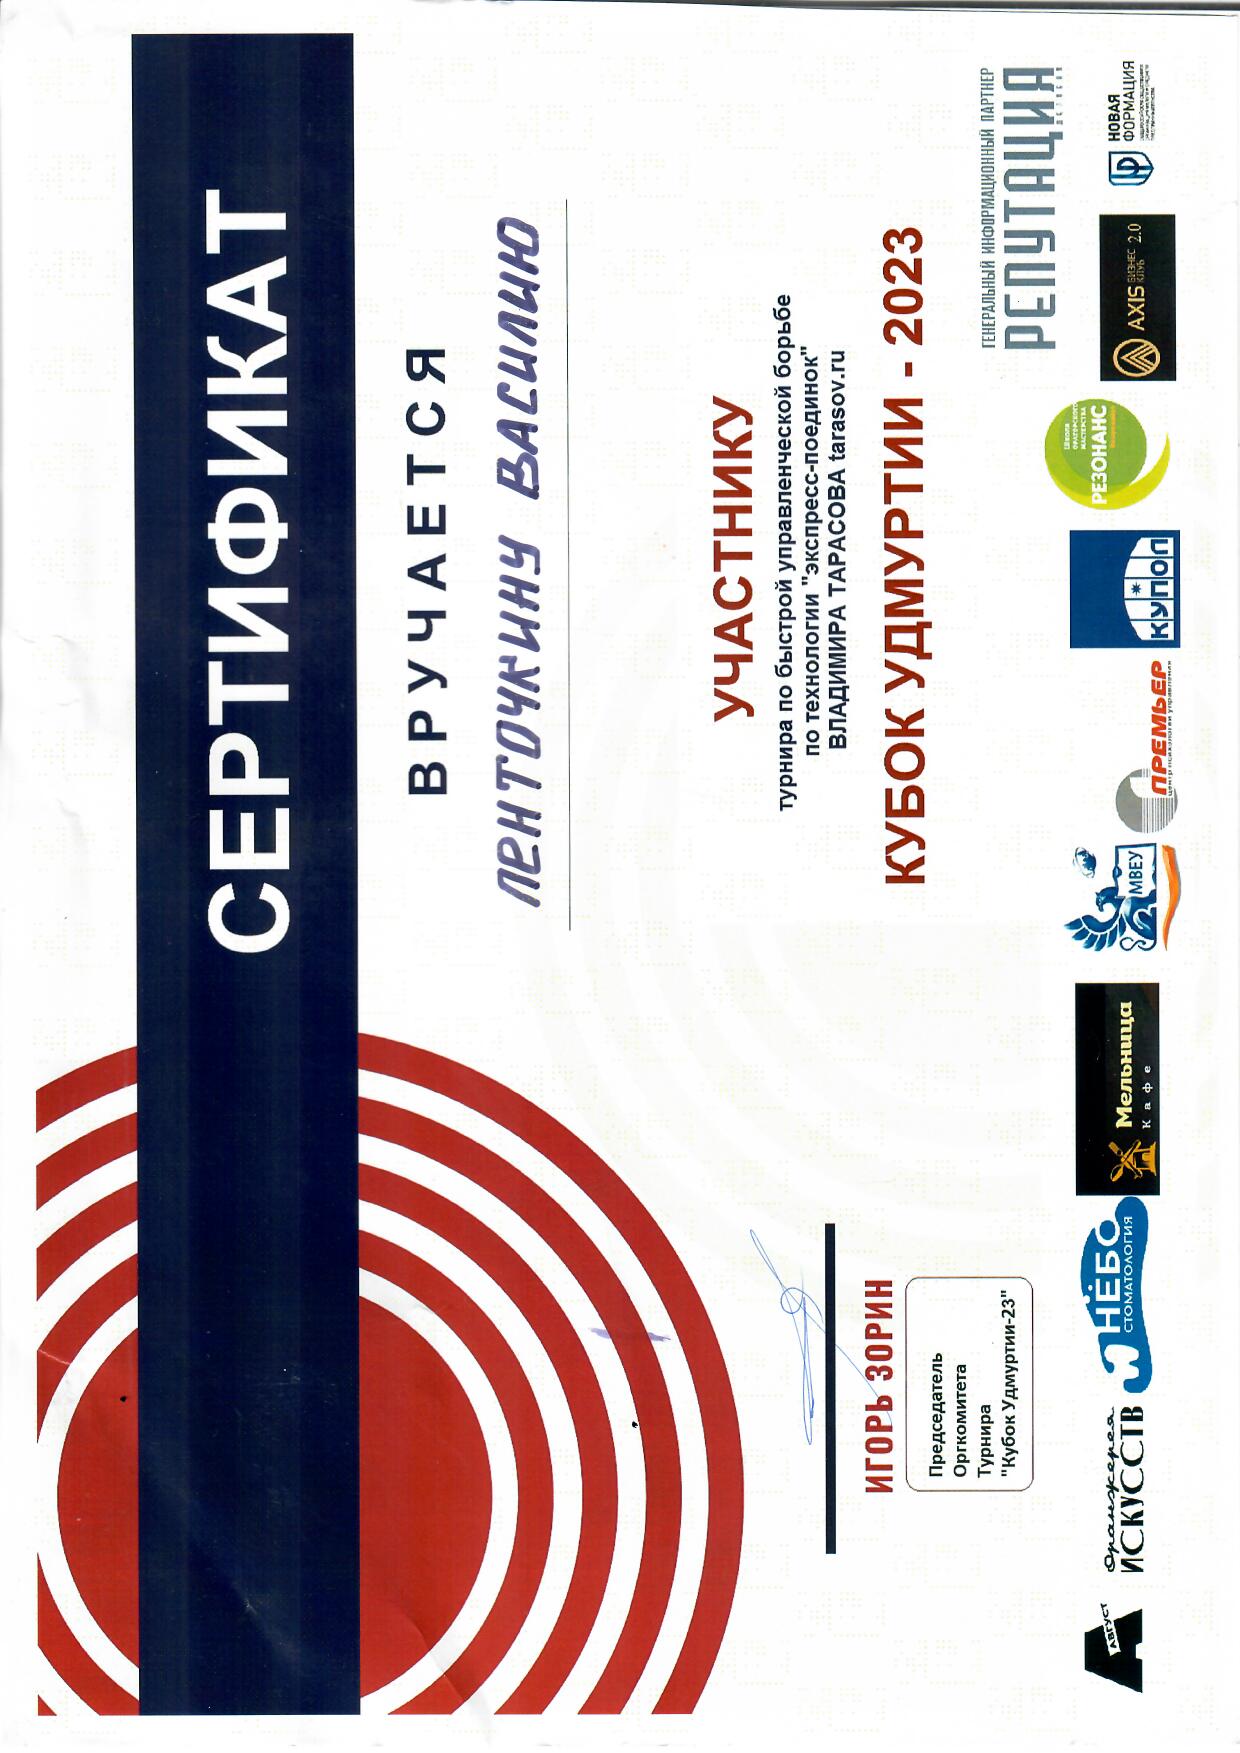 СЕРТИФИКАТ
ВРУЧАЕТСЯ
ЛЕНТОЧКИНУ ВАСИЛИЮ
УЧАСТНИКУ
турнира по быстрой управленческой борьбе
по технологии "экспресс-поединок"
ВЛАДИМИРА ТАРАСОВА tarasov.ru
КУБОК УДМУРТИИ - 2023
ИГОРЬ ЗОРИН
Председатель
Оргкомитета
Турнира
"Кубок Удмуртии-23"
ГЕНЕРАЛЬНЫЙ ИНФОРМАЦИОННЫЙ ПАРТНЕР
РЕПУТАЦИЯ
АВГУСТ
Оранжерея
ИСКУССТВ
НЁБО
СТОМАТОЛОГИЯ
Мельница
Кафе
МВЕУ
ПРЕМЬЕР
центр психологии управления
КУПОЛ
Школа
ораторского
мастерства
РЕЗОНАНС
AXIS БИЗНЕС КЛУБ 2.0
НОВАЯ
ФОРМАЦИЯ